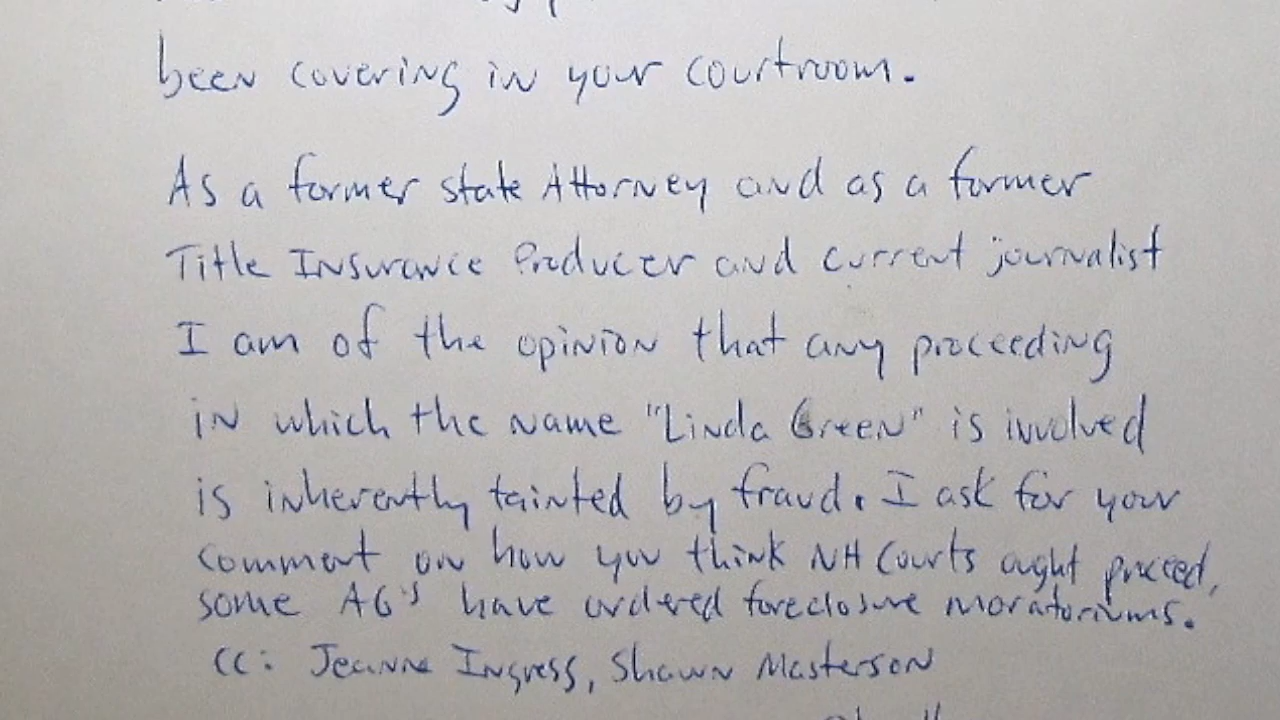 been covering in your courtroom.
As a former state Attorney and as a former
Title Insurance Producer and current journalist
I am of the opinion that any proceeding
in which the name "Linda Green" is involved
is inherently tainted by fraud. I ask for your
comment on how you think NH Courts ought proceed,
some AG's have ordered foreclosure moratoriums.
cc: Jeanne Ingress, Shawn Masterson